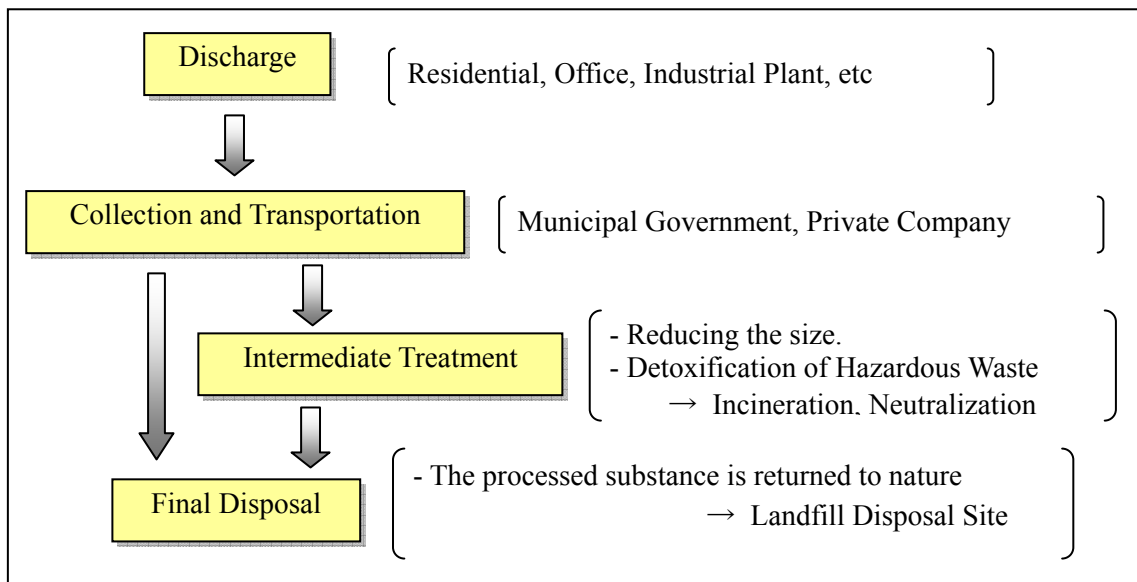 Discharge
Residential, Office, Industrial Plant, etc
Collection and Transportation
Municipal Government, Private Company
Intermediate Treatment
- Reducing the size.
- Detoxification of Hazardous Waste
→ Incineration, Neutralization
Final Disposal
- The processed substance is returned to nature
→ Landfill Disposal Site